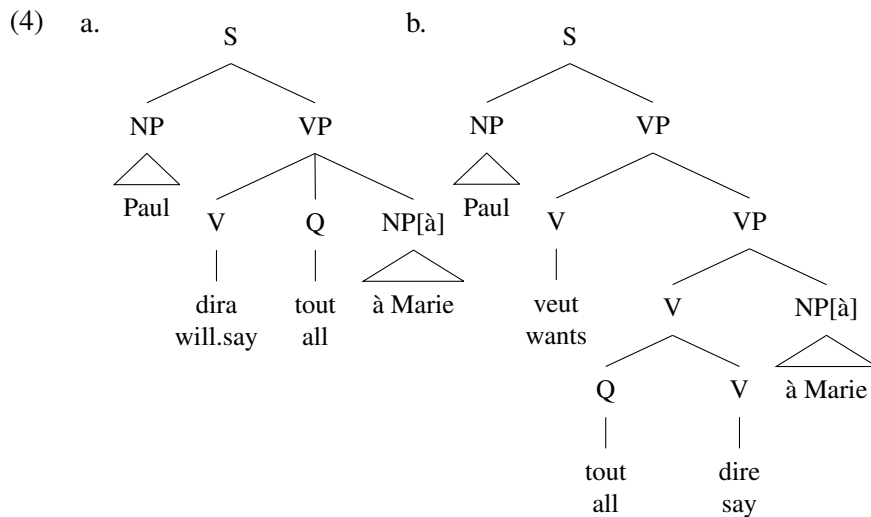 (4) a. S b. S
NP VP NP VP
Paul V Q NP[à] Paul V VP
dira tout à Marie veut V NP[à]
will.say all wants
Q V à Marie
tout dire
all say